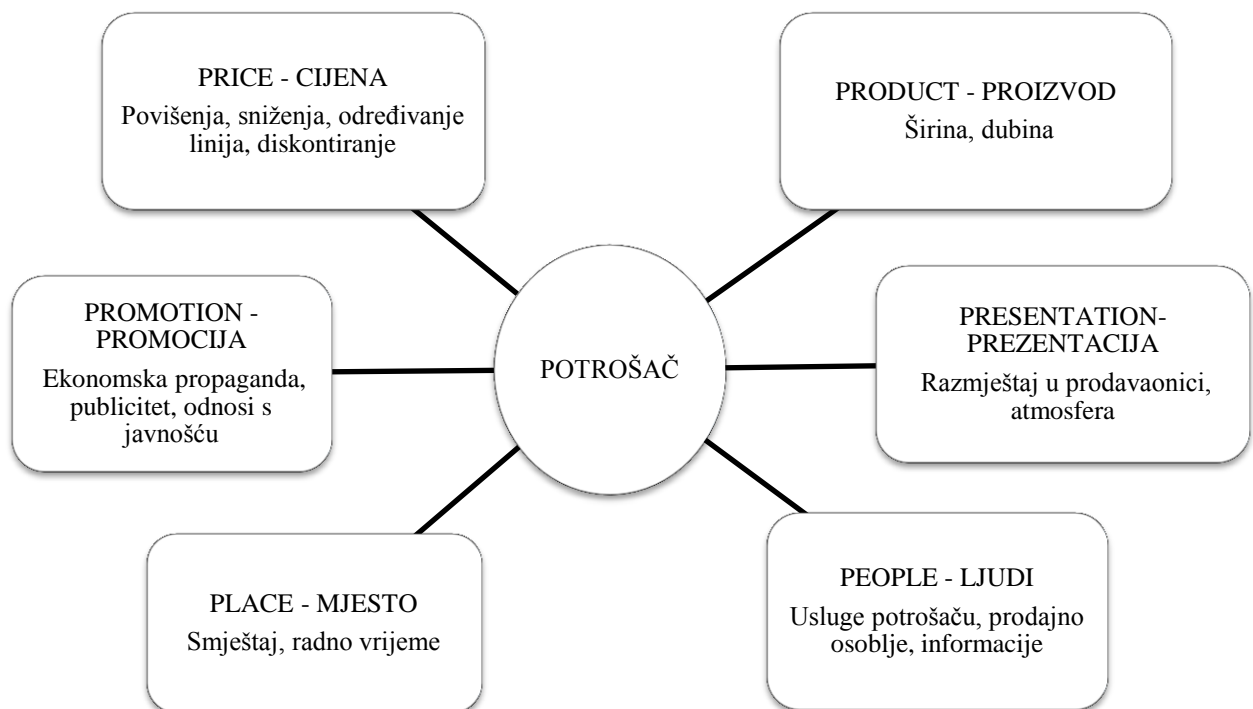 PRICE - CIJENA
Povišenja, sniženja, određivanje
linija, diskontiranje
PRODUCT - PROIZVOD
Širina, dubina
PROMOTION -
PROMOCIJA
Ekonomska propaganda,
publicitet, odnosi s
javnošću
POTROŠAČ
PRESENTATION-
PREZENTACIJA
Razmještaj u prodavaonici,
atmosfera
PLACE - MJESTO
Smještaj, radno vrijeme
PEOPLE - LJUDI
Usluge potrošaču, prodajno
osoblje, informacije